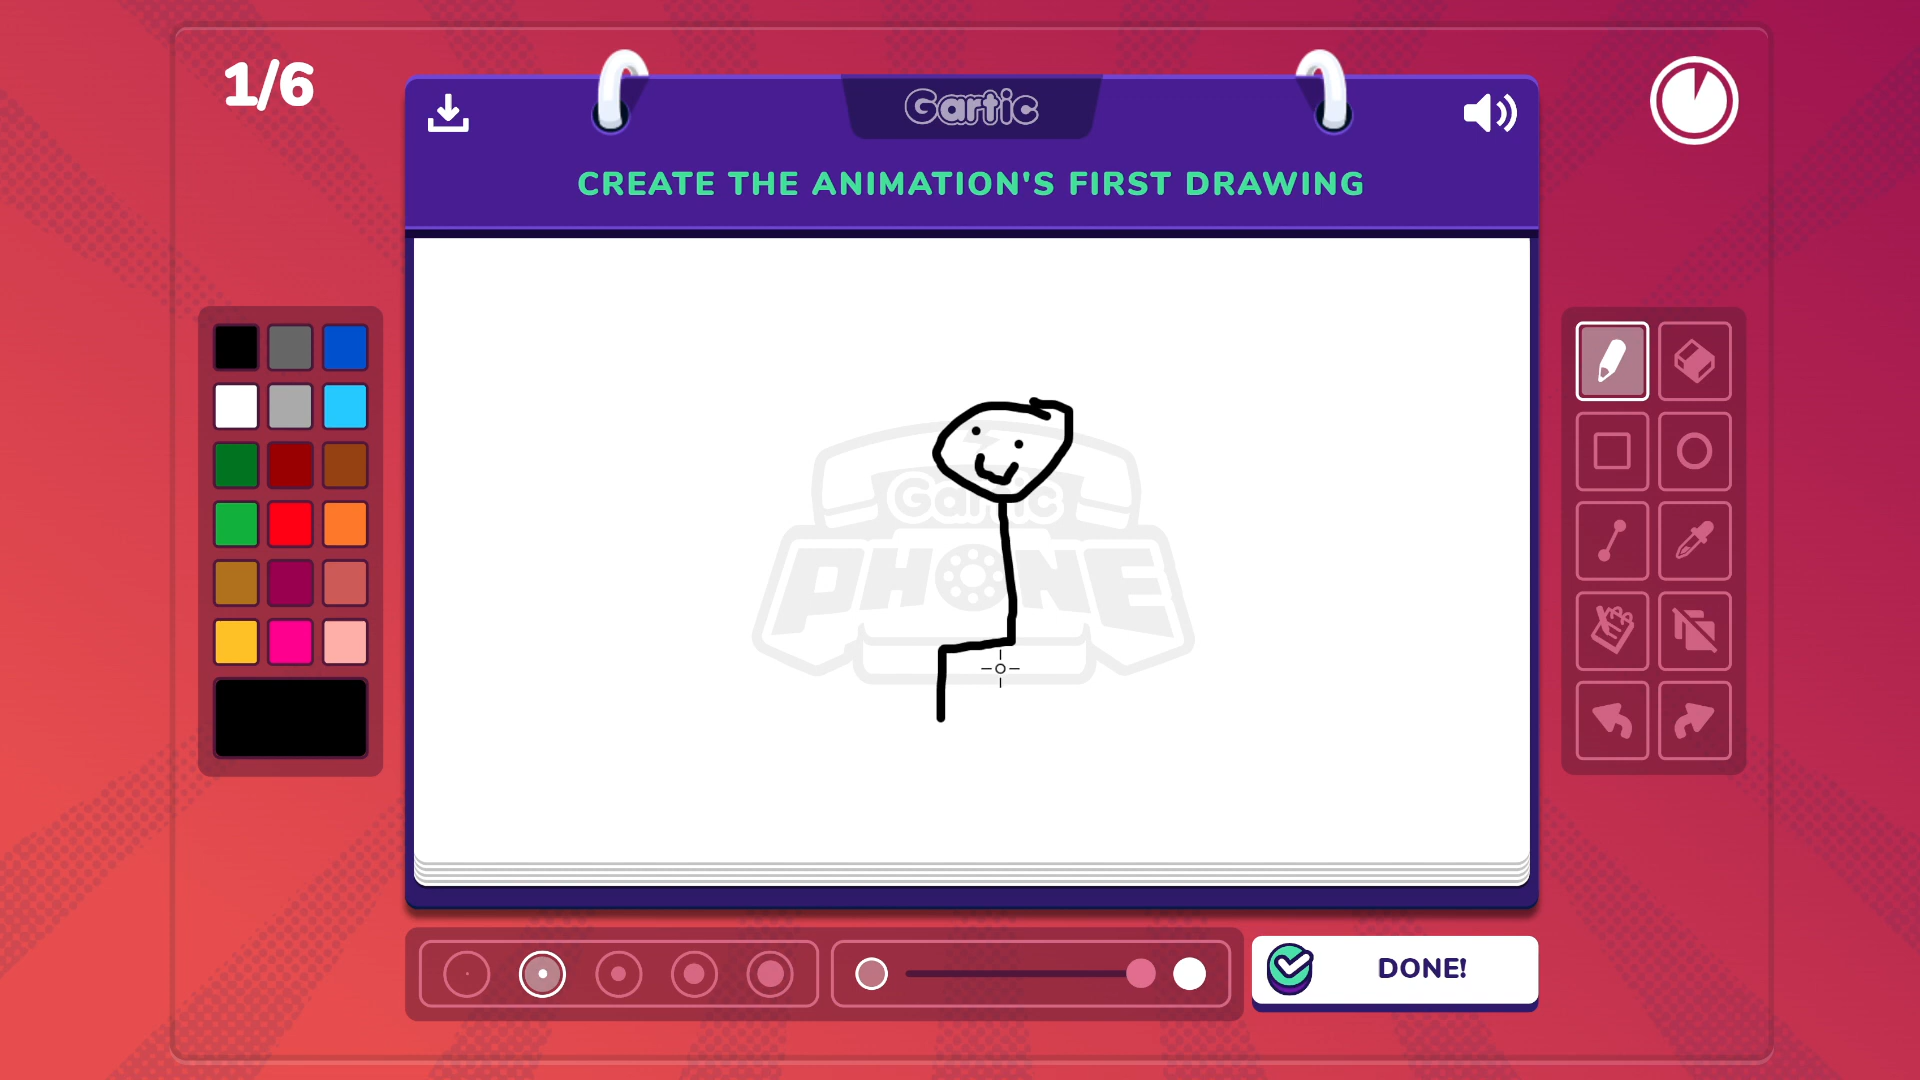 1/6
Gartic
CREATE THE ANIMATION'S FIRST DRAWING
Gartic
PHONE
DONE!